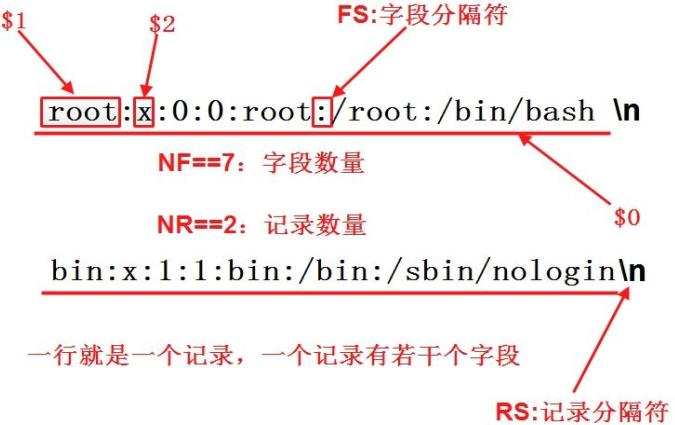 $1
$2
FS:字段分隔符
root:x:0:0:root:/root:/bin/bash \n
NF==7：字段数量
$0
NR==2：记录数量
bin:x:1:1:bin:/bin:/sbin/nologin\n
一行就是一个记录，一个记录有若干个字段
RS:记录分隔符